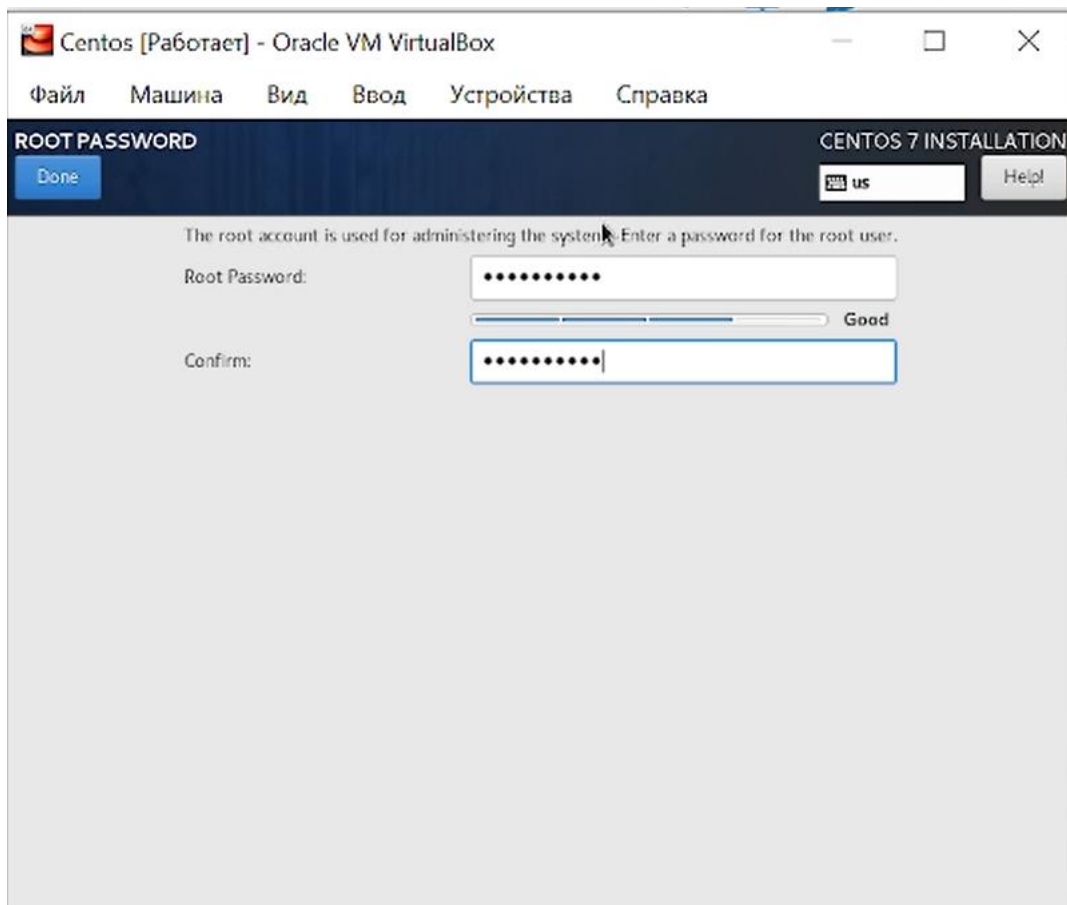 Centos [Работает] - Oracle VM VirtualBox
Файл Машина Вид Ввод Устройства Справка
ROOT PASSWORD CENTOS 7 INSTALLATION
Done us Help!
The root account is used for administering the system. Enter a password for the root user.
Root Password: ●●●●●●●●●●
Good
Confirm: ●●●●●●●●●●